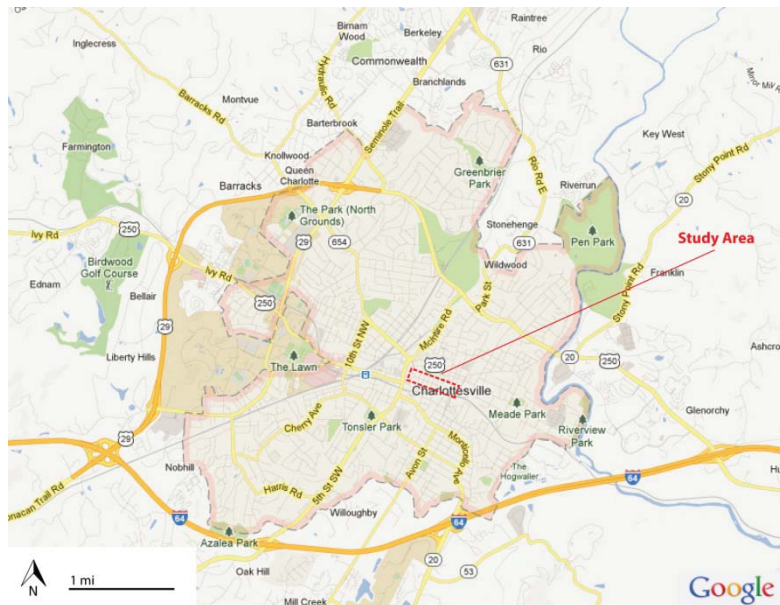 Raintree
Birnam
Wood
Berkeley
Rio
Inglecress
Commonwealth
631
Hydraulic Rd
Branchlands
Barracks Rd
Montvue
Seminole Trail
Barterbrook
Key West
Farmington
Knollwood
Queen
Charlotte
Greenbrier
Park
Rio Rd E
Stony Point Rd
Barracks
Riverrun
20
The Park (North
Grounds)
250
Ivy Rd
29
654
Stonehenge
631
Pen Park
Study Area
Birdwood
Golf Course
Ivy Rd
Wildwood
Franklin
Ednam
Bellair
250
Park St
McIntire Rd
Stony Point Rd
29
10th St NW
Liberty Hills
The Lawn
250
20
250
Ashcro
Charlottesville
Cherry Ave
Tonsler Park
Meade Park
Riverview
Park
Glenorchy
29
Monticello Ave
Nobhill
Avon St
The
Hogwaller
Harris Rd
5th St SW
onacan Trail Rd
64
64
64
Willoughby
Azalea Park
20
53
Oak Hill
Mill Creek
N
1 mi
Google